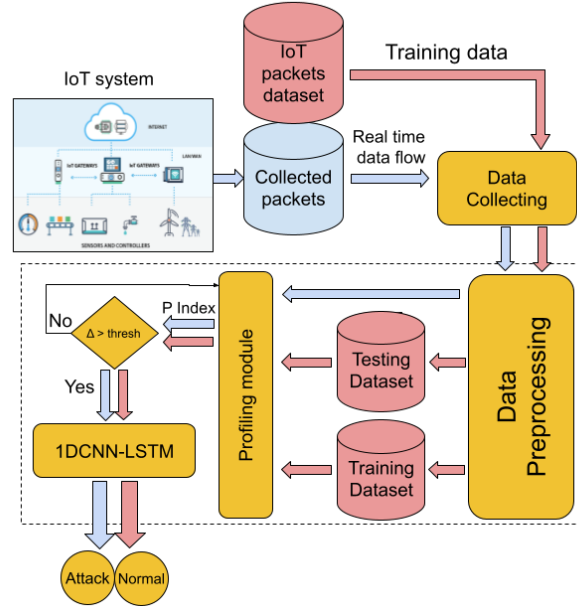 IoT system
INTERNET
LAN/WAN
IoT GATEWAYS
IoT GATEWAYS
SENSORS AND CONTROLLERS
IoT
packets
dataset
Training data
Collected
packets
Real time
data flow
Data
Collecting
No
Δ > thresh
P Index
Profiling module
Testing
Dataset
Data
Preprocessing
Yes
1DCNN-LSTM
Training
Dataset
Attack
Normal